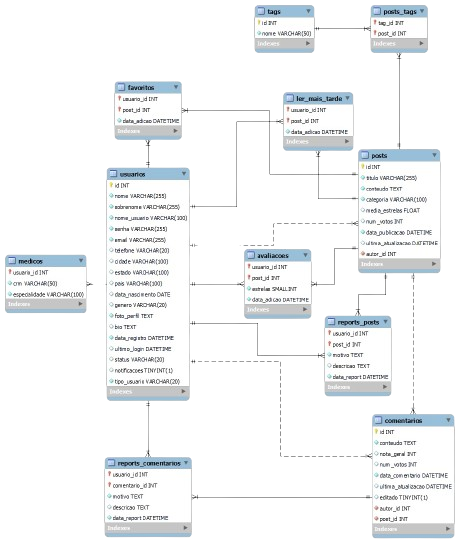 tags
id INT
nome VARCHAR(50)
Indexes
posts_tags
tag_id INT
post_id INT
Indexes
favoritos
usuario_id INT
post_id INT
data_adicao DATETIME
Indexes
ler_mais_tarde
usuario_id INT
post_id INT
data_adicao DATETIME
Indexes
usuarios
id INT
nome VARCHAR(255)
sobrenome VARCHAR(255)
nome_usuario VARCHAR(100)
senha VARCHAR(255)
email VARCHAR(255)
telefone VARCHAR(20)
cidade VARCHAR(100)
estado VARCHAR(100)
pais VARCHAR(100)
data_nascimento DATE
genero VARCHAR(20)
foto_perfil TEXT
bio TEXT
data_registro DATETIME
ultimo_login DATETIME
status VARCHAR(20)
notificacoes TINYINT(1)
tipo_usuario VARCHAR(20)
Indexes
posts
id INT
titulo VARCHAR(255)
conteudo TEXT
categoria VARCHAR(100)
media_estrelas FLOAT
num_votos INT
data_publicacao DATETIME
ultima_atualizacao DATETIME
autor_id INT
Indexes
medicos
usuario_id INT
crm VARCHAR(50)
especialidade VARCHAR(100)
Indexes
avaliacoes
usuario_id INT
post_id INT
estrelas SMALLINT
data_adicao DATETIME
Indexes
reports_posts
usuario_id INT
post_id INT
motivo TEXT
descricao TEXT
data_report DATETIME
Indexes
reports_comentarios
usuario_id INT
comentario_id INT
motivo TEXT
descricao TEXT
data_report DATETIME
Indexes
comentarios
id INT
conteudo TEXT
nota_geral INT
num_votos INT
data_comentario DATETIME
ultima_atualizacao DATETIME
editado TINYINT(1)
autor_id INT
post_id INT
Indexes